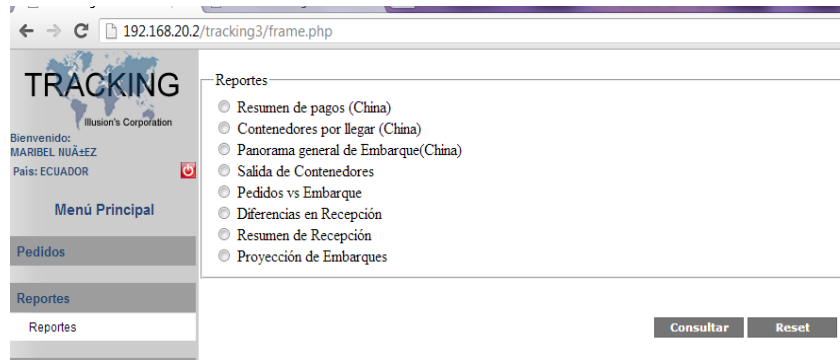 192.168.20.2/tracking3/frame.php
TRACKING
Illusion's Corporation
Bienvenido:
MARIBEL NUÃ±EZ
Pais: ECUADOR
Menú Principal
Pedidos
Reportes
Reportes
Reportes
Resumen de pagos (China)
Contenedores por llegar (China)
Panorama general de Embarque(China)
Salida de Contenedores
Pedidos vs Embarque
Diferencias en Recepción
Resumen de Recepción
Proyección de Embarques
Consultar
Reset